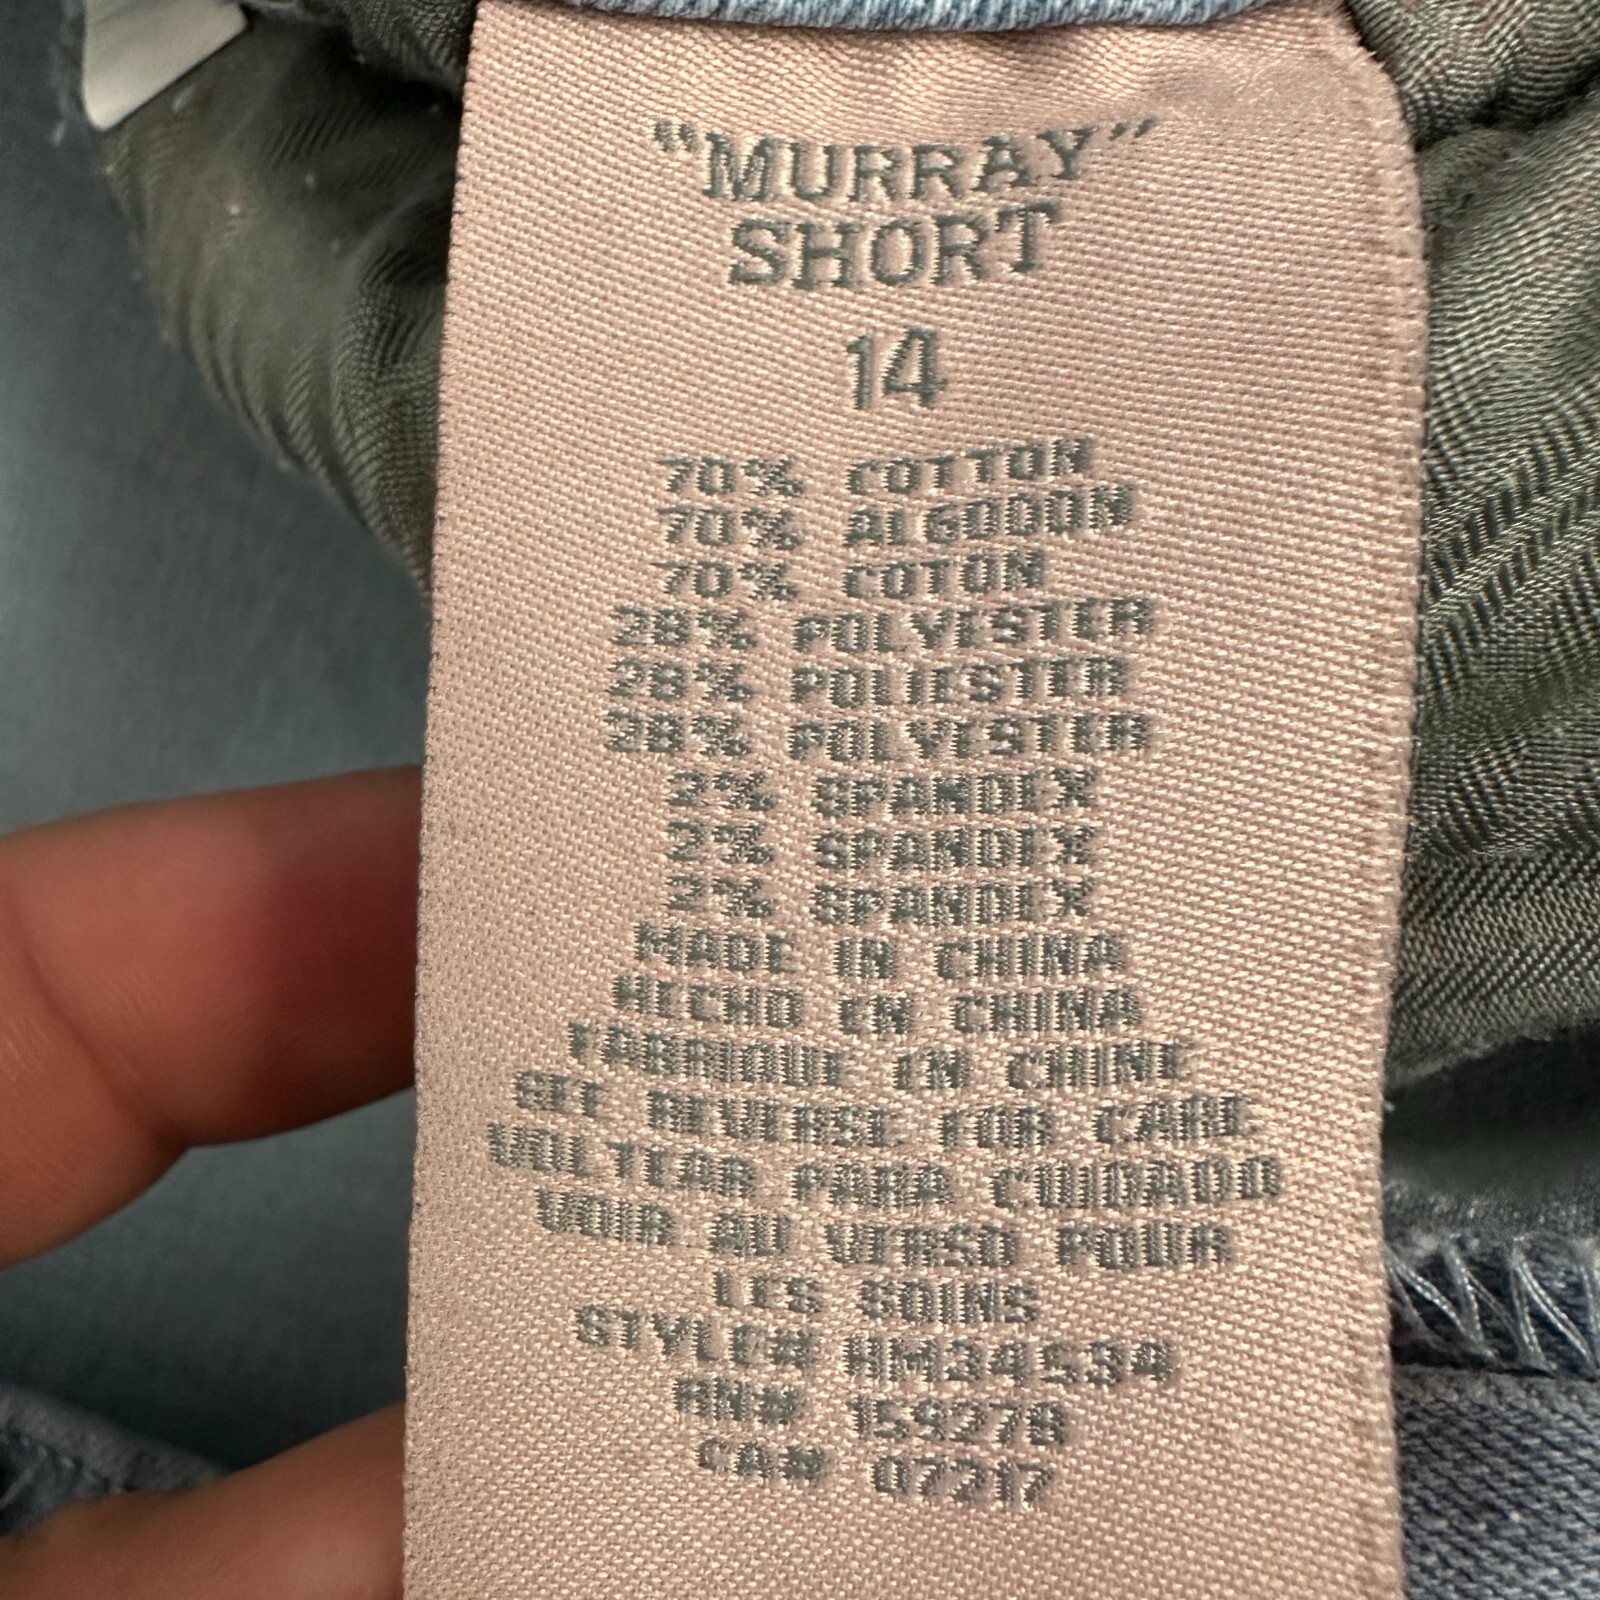 "MURRAY"
SHORT
14
70% COTTON
70% ALGODON
70% COTON
28% POLYESTER
28% POLIESTER
28% POLYESTER
2% SPANDEX
2% SPANDEX
2% SPANDEX
MADE IN CHINA
HECHO EN CHINA
FABRIQUE EN CHINE
SEE REVERSE FOR CARE
VOLTEAR PARA CUIDADO
VOIR AU VERSO POUR
LES SOINS
STYLE# HM34534
RN# 159278
CA# 07217